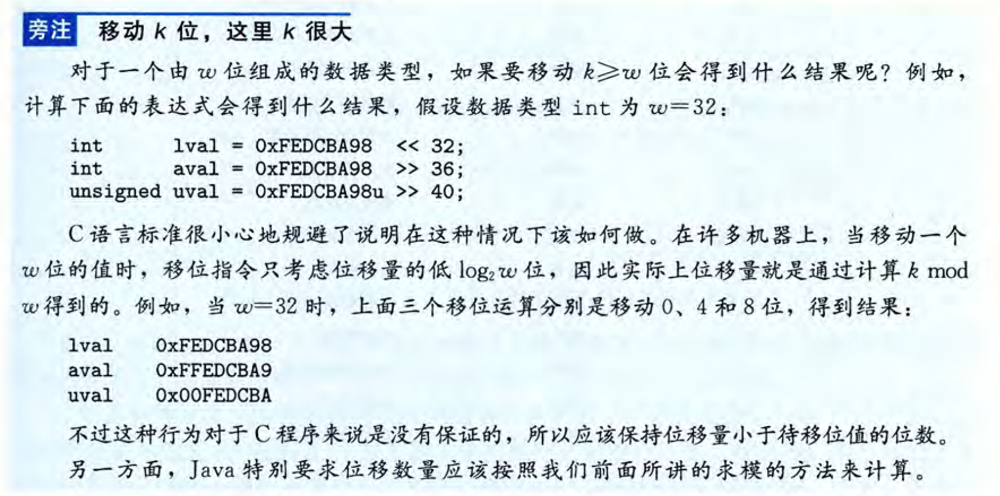 旁注 移动 k 位，这里 k 很大
对于一个由 w 位组成的数据类型，如果要移动 k≥w 位会得到什么结果呢？例如，
计算下面的表达式会得到什么结果，假设数据类型 int 为 w=32：
int lval = 0xFEDCBA98 << 32;
int aval = 0xFEDCBA98 >> 36;
unsigned uval = 0xFEDCBA98u >> 40;
C 语言标准很小心地规避了说明在这种情况下该如何做。在许多机器上，当移动一个
w 位的值时，移位指令只考虑位移量的低 log₂w 位，因此实际上位移量就是通过计算 k mod
w 得到的。例如，当 w=32 时，上面三个移位运算分别是移动 0、4 和 8 位，得到结果：
lval 0xFEDCBA98
aval 0xFFEDCBA9
uval 0x00FEDCBA
不过这种行为对于 C 程序来说是没有保证的，所以应该保持位移量小于待移位值的位数。
另一方面，Java 特别要求位移数量应该按照我们前面所讲的求模的方法来计算。